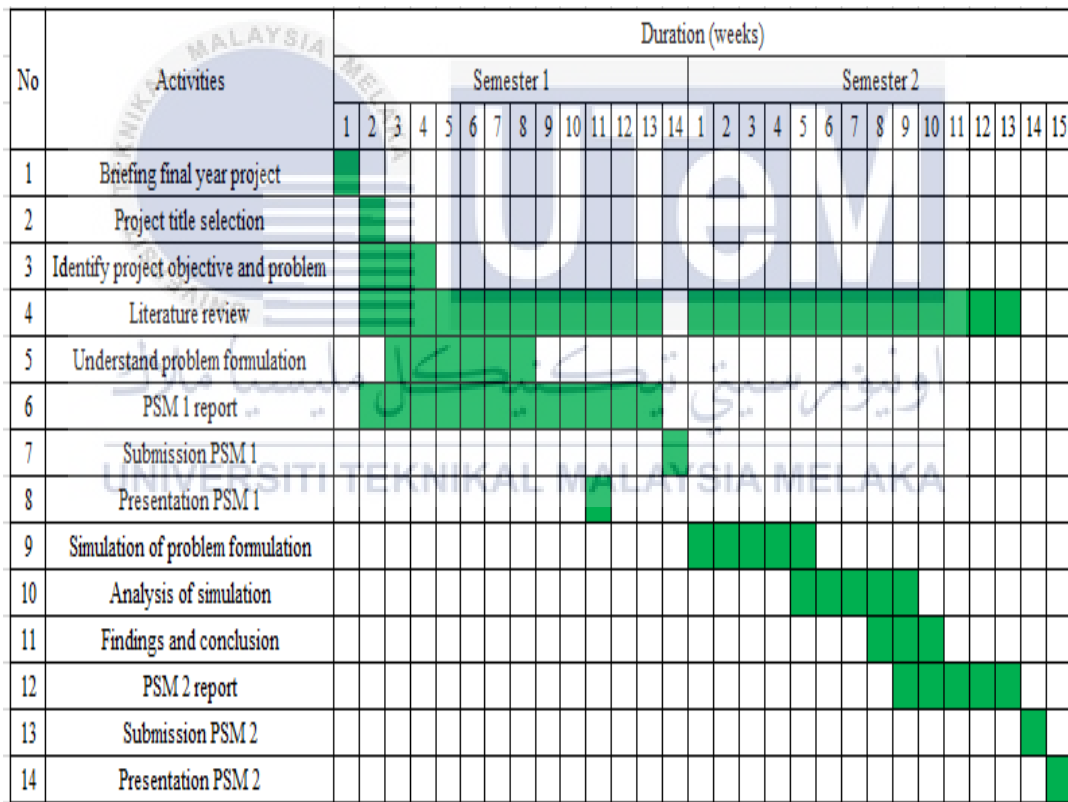 Duration (weeks)
No Activities Semester 1 Semester 2
1 2 3 4 5 6 7 8 9 10 11 12 13 14 1 2 3 4 5 6 7 8 9 10 11 12 13 14 15
1 Briefing final year project
2 Project title selection
3 Identify project objective and problem
4 Literature review
5 Understand problem formulation
6 PSM 1 report
7 Submission PSM 1
8 Presentation PSM 1
9 Simulation of problem formulation
10 Analysis of simulation
11 Findings and conclusion
12 PSM 2 report
13 Submission PSM 2
14 Presentation PSM 2
UTeM
اونيۏرسيتي تيكنيكل مليسيا ملاك
UNIVERSITI TEKNIKAL MALAYSIA MELAKA